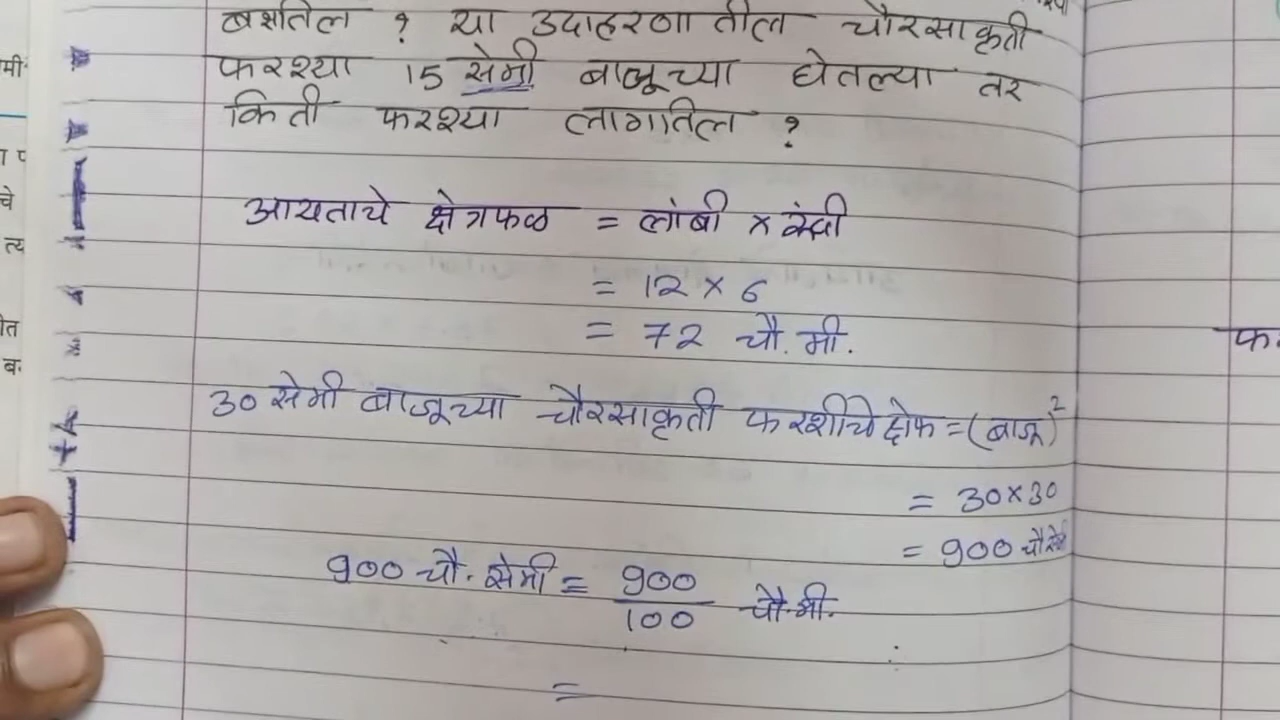 बशतिल ? या उदाहरणातील चौरसाकृती
फरश्या 15 सेमी बाजूच्या घेतल्या तर
किती फरश्या लागतिल ?
आयताचे क्षेत्रफळ = लांबी × रुंदी
= 12 × 6
= 72 चौ. मी.
30 सेमी बाजूच्या चौरसाकृती फरशीचे क्षेफ = (बाजू)²
= 30×30
= 900 चौसेमी
900 चौ. सेमी = 900/100 चौ.मी.
=